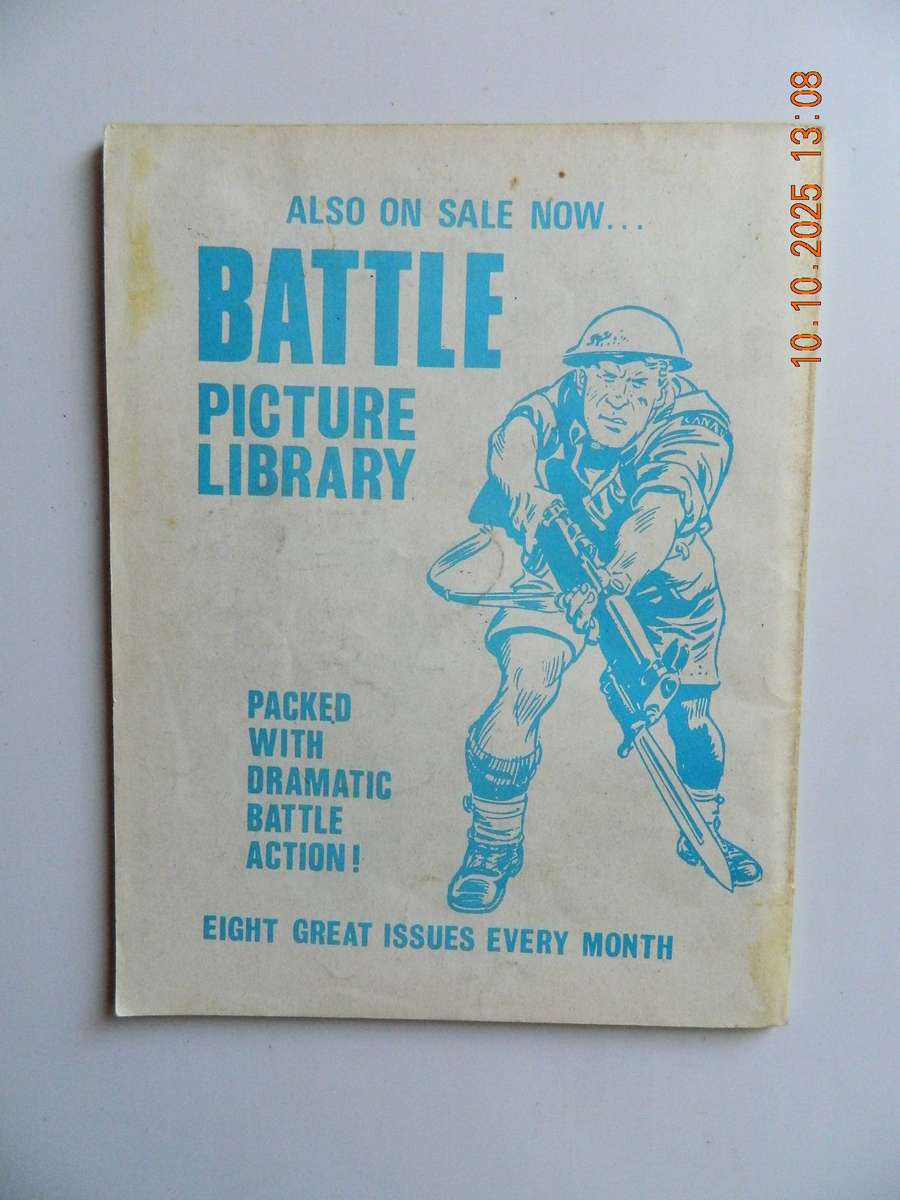 ALSO ON SALE NOW...
BATTLE
PICTURE
LIBRARY
PACKED
WITH
DRAMATIC
BATTLE
ACTION!
EIGHT GREAT ISSUES EVERY MONTH
10.10.2025 13:08